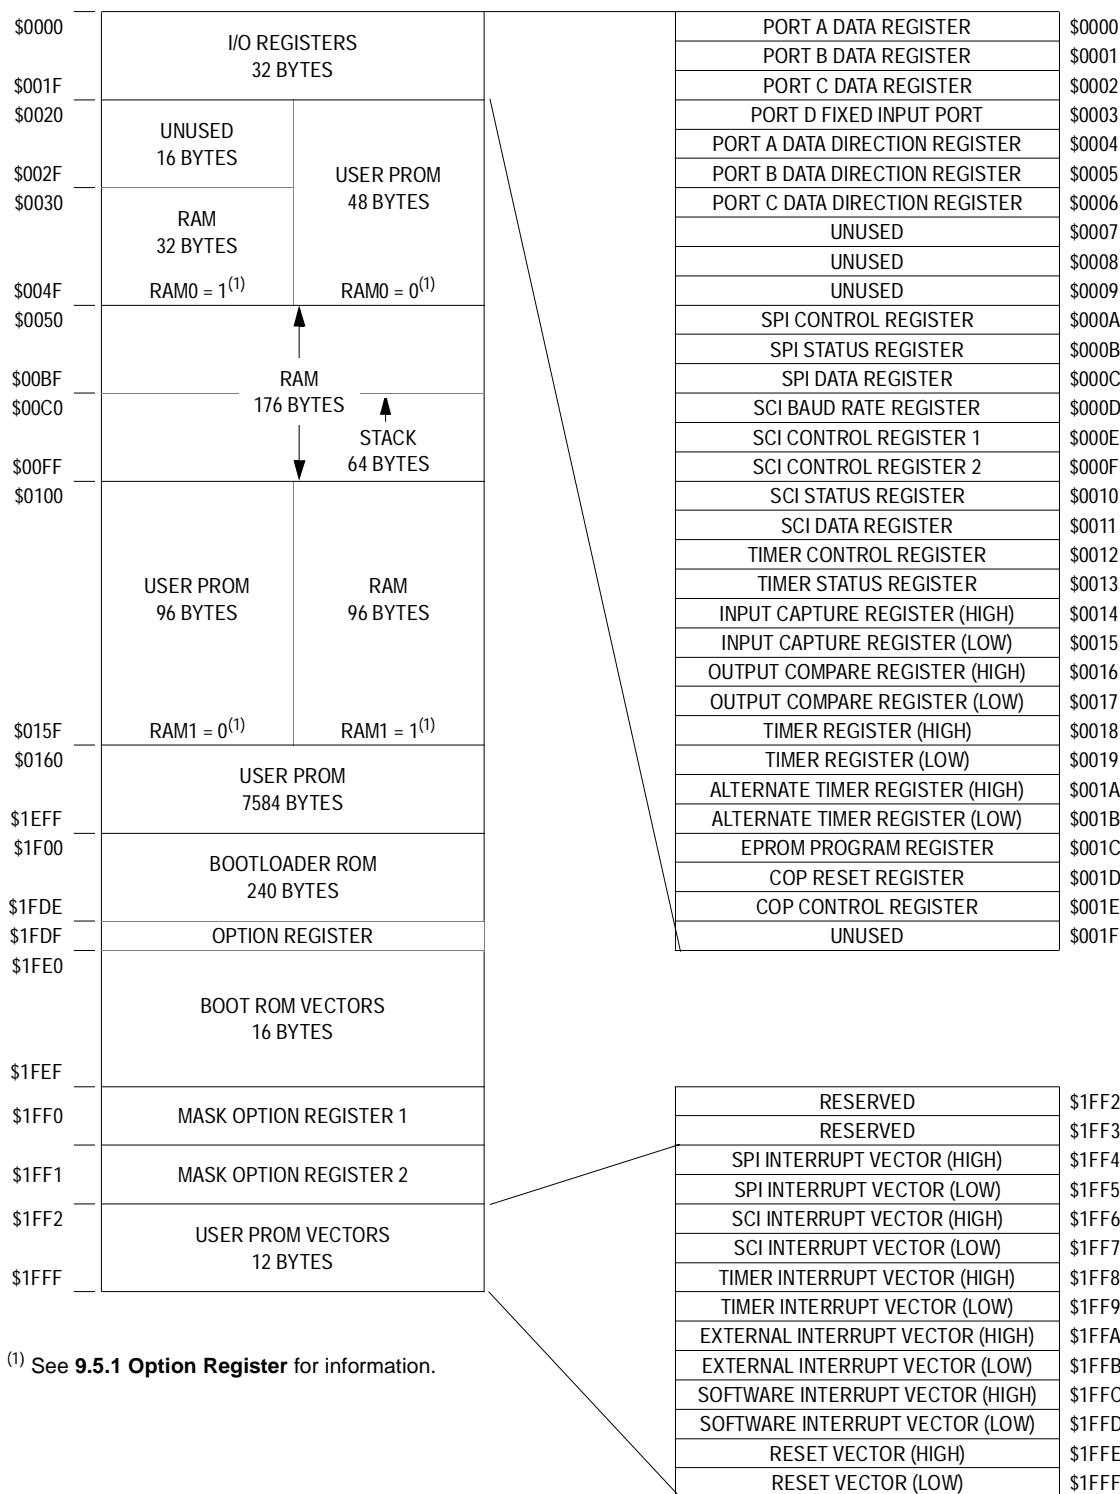 $0000
I/O REGISTERS
32 BYTES
$001F
$0020
UNUSED
16 BYTES
$002F
USER PROM
48 BYTES
$0030
RAM
32 BYTES
$004F
RAM0 = 1(1)
RAM0 = 0(1)
$0050
$00BF
RAM
176 BYTES
$00C0
STACK
64 BYTES
$00FF
$0100
USER PROM
96 BYTES
RAM
96 BYTES
$015F
RAM1 = 0(1)
RAM1 = 1(1)
$0160
USER PROM
7584 BYTES
$1EFF
$1F00
BOOTLOADER ROM
240 BYTES
$1FDE
$1FDF OPTION REGISTER
$1FE0
BOOT ROM VECTORS
16 BYTES
$1FEF
$1FF0 MASK OPTION REGISTER 1
$1FF1 MASK OPTION REGISTER 2
$1FF2
USER PROM VECTORS
12 BYTES
$1FFF
(1) See 9.5.1 Option Register for information.
PORT A DATA REGISTER $0000
PORT B DATA REGISTER $0001
PORT C DATA REGISTER $0002
PORT D FIXED INPUT PORT $0003
PORT A DATA DIRECTION REGISTER $0004
PORT B DATA DIRECTION REGISTER $0005
PORT C DATA DIRECTION REGISTER $0006
UNUSED $0007
UNUSED $0008
UNUSED $0009
SPI CONTROL REGISTER $000A
SPI STATUS REGISTER $000B
SPI DATA REGISTER $000C
SCI BAUD RATE REGISTER $000D
SCI CONTROL REGISTER 1 $000E
SCI CONTROL REGISTER 2 $000F
SCI STATUS REGISTER $0010
SCI DATA REGISTER $0011
TIMER CONTROL REGISTER $0012
TIMER STATUS REGISTER $0013
INPUT CAPTURE REGISTER (HIGH) $0014
INPUT CAPTURE REGISTER (LOW) $0015
OUTPUT COMPARE REGISTER (HIGH) $0016
OUTPUT COMPARE REGISTER (LOW) $0017
TIMER REGISTER (HIGH) $0018
TIMER REGISTER (LOW) $0019
ALTERNATE TIMER REGISTER (HIGH) $001A
ALTERNATE TIMER REGISTER (LOW) $001B
EPROM PROGRAM REGISTER $001C
COP RESET REGISTER $001D
COP CONTROL REGISTER $001E
UNUSED $001F
RESERVED $1FF2
RESERVED $1FF3
SPI INTERRUPT VECTOR (HIGH) $1FF4
SPI INTERRUPT VECTOR (LOW) $1FF5
SCI INTERRUPT VECTOR (HIGH) $1FF6
SCI INTERRUPT VECTOR (LOW) $1FF7
TIMER INTERRUPT VECTOR (HIGH) $1FF8
TIMER INTERRUPT VECTOR (LOW) $1FF9
EXTERNAL INTERRUPT VECTOR (HIGH) $1FFA
EXTERNAL INTERRUPT VECTOR (LOW) $1FFB
SOFTWARE INTERRUPT VECTOR (HIGH) $1FFC
SOFTWARE INTERRUPT VECTOR (LOW) $1FFD
RESET VECTOR (HIGH) $1FFE
RESET VECTOR (LOW) $1FFF